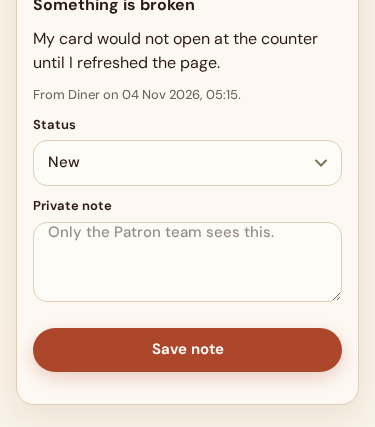 Something is broken
My card would not open at the counter
until I refreshed the page.
From Diner on 04 Nov 2026, 05:15.
Status
New
Private note
Only the Patron team sees this.
Save note